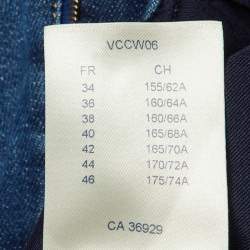 VCCW06
FR CH
34 155/62A
36 160/64A
38 160/66A
40 165/68A
42 165/70A
44 170/72A
46 175/74A
CA 36929